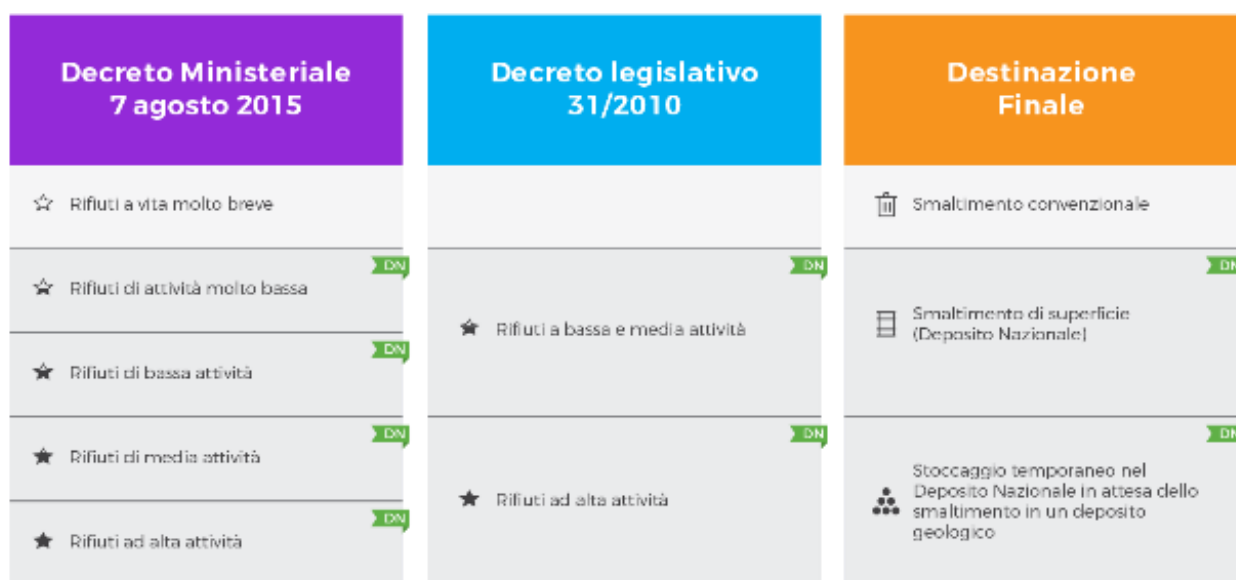 Decreto Ministeriale
7 agosto 2015
Decreto legislativo
31/2010
Destinazione
Finale
Rifiuti a vita molto breve
Smaltimento convenzionale
DN
DN
DN
Rifiuti di attività molto bassa
Rifiuti a bassa e media attività
Smaltimento di superficie
(Deposito Nazionale)
DN
Rifiuti di bassa attività
DN
DN
DN
Rifiuti di media attività
Rifiuti ad alta attività
Stoccaggio temporaneo nel
Deposito Nazionale in attesa dello
smaltimento in un deposito
geologico
DN
Rifiuti ad alta attività